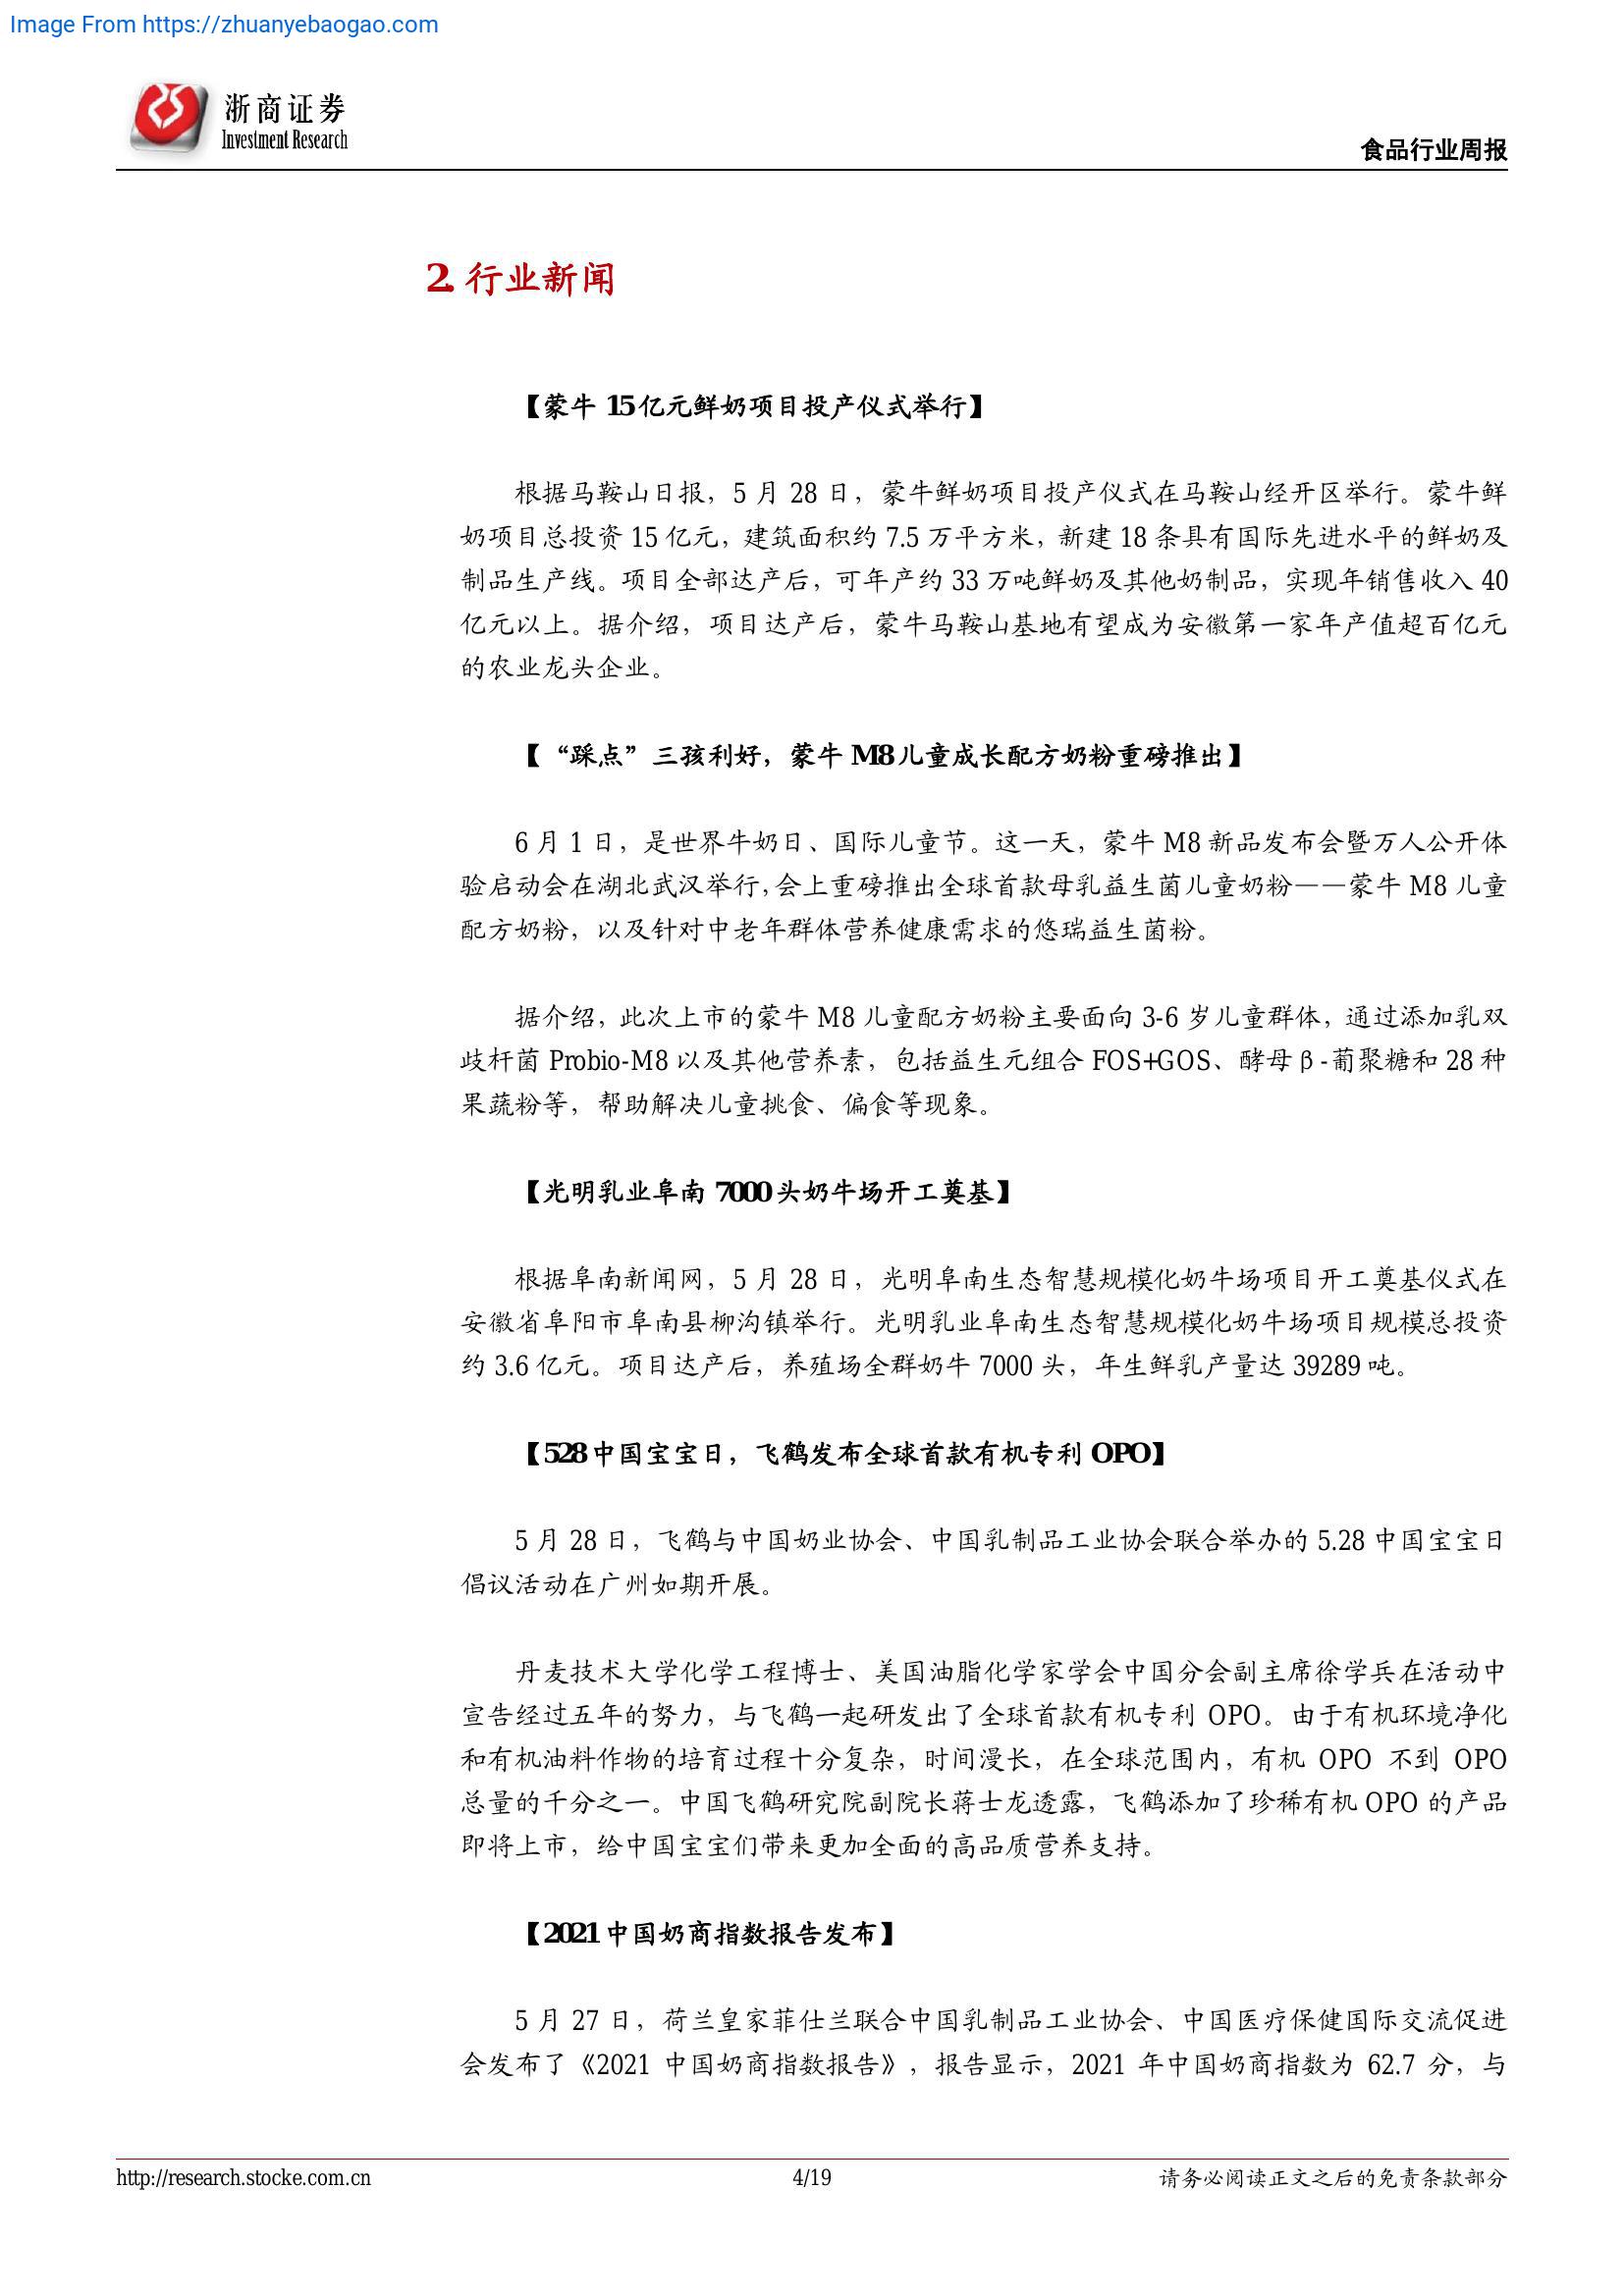 Image From https://zhuanyebaogao.com
浙商证券
Investment Research
食品行业周报
2. 行业新闻
【蒙牛 15 亿元鲜奶项目投产仪式举行】
根据马鞍山日报，5 月 28 日，蒙牛鲜奶项目投产仪式在马鞍山经开区举行。蒙牛鲜
奶项目总投资 15 亿元，建筑面积约 7.5 万平方米，新建 18 条具有国际先进水平的鲜奶及
制品生产线。项目全部达产后，可年产约 33 万吨鲜奶及其他奶制品，实现年销售收入 40
亿元以上。据介绍，项目达产后，蒙牛马鞍山基地有望成为安徽第一家年产值超百亿元
的农业龙头企业。
【“踩点”三孩利好，蒙牛 M8 儿童成长配方奶粉重磅推出】
6 月 1 日，是世界牛奶日、国际儿童节。这一天，蒙牛 M8 新品发布会暨万人公开体
验启动会在湖北武汉举行，会上重磅推出全球首款母乳益生菌儿童奶粉——蒙牛 M8 儿童
配方奶粉，以及针对中老年群体营养健康需求的悠瑞益生菌粉。
据介绍，此次上市的蒙牛 M8 儿童配方奶粉主要面向 3-6 岁儿童群体，通过添加乳双
歧杆菌 Probio-M8 以及其他营养素，包括益生元组合 FOS+GOS、酵母β-葡聚糖和 28 种
果蔬粉等，帮助解决儿童挑食、偏食等现象。
【光明乳业阜南 7000 头奶牛场开工奠基】
根据阜南新闻网，5 月 28 日，光明阜南生态智慧规模化奶牛场项目开工奠基仪式在
安徽省阜阳市阜南县柳沟镇举行。光明乳业阜南生态智慧规模化奶牛场项目规模总投资
约 3.6 亿元。项目达产后，养殖场全群奶牛 7000 头，年生鲜乳产量达 39289 吨。
【528 中国宝宝日，飞鹤发布全球首款有机专利 OPO】
5 月 28 日，飞鹤与中国奶业协会、中国乳制品工业协会联合举办的 5.28 中国宝宝日
倡议活动在广州如期开展。
丹麦技术大学化学工程博士、美国油脂化学家学会中国分会副主席徐学兵在活动中
宣告经过五年的努力，与飞鹤一起研发出了全球首款有机专利 OPO。由于有机环境净化
和有机油料作物的培育过程十分复杂，时间漫长，在全球范围内，有机 OPO 不到 OPO
总量的千分之一。中国飞鹤研究院副院长蒋士龙透露，飞鹤添加了珍稀有机 OPO 的产品
即将上市，给中国宝宝们带来更加全面的高品质营养支持。
【2021 中国奶商指数报告发布】
5 月 27 日，荷兰皇家菲仕兰联合中国乳制品工业协会、中国医疗保健国际交流促进
会发布了《2021 中国奶商指数报告》，报告显示，2021 年中国奶商指数为 62.7 分，与
http://research.stocke.com.cn
4/19
请务必阅读正文之后的免责条款部分